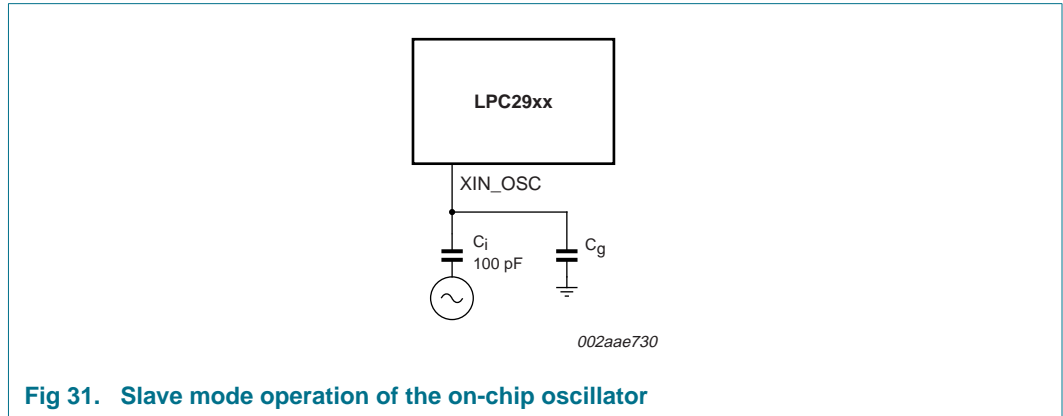 LPC29xx
XIN_OSC
Ci
100 pF
Cg
002aae730
Fig 31. Slave mode operation of the on-chip oscillator